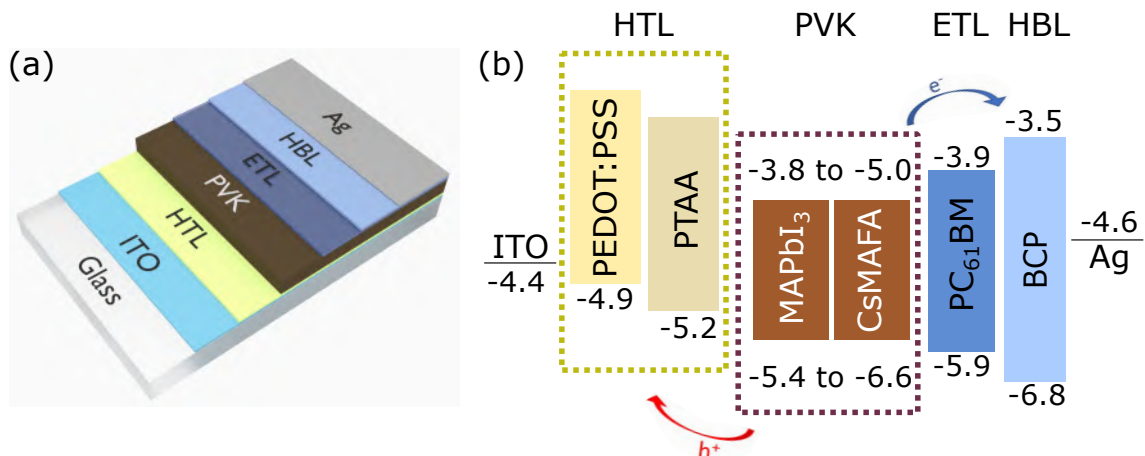 (a)
Glass
ITO
HTL
PVK
ETL
HBL
Ag
(b)
HTL PVK ETL HBL
ITO
-4.4
PEDOT:PSS
-4.9
PTAA
-5.2
-3.8 to -5.0
MAPbI₃
CsMAFA
-5.4 to -6.6
h⁺
e⁻
-3.9
PC₆₁BM
-5.9
-3.5
BCP
-6.8
-4.6
Ag